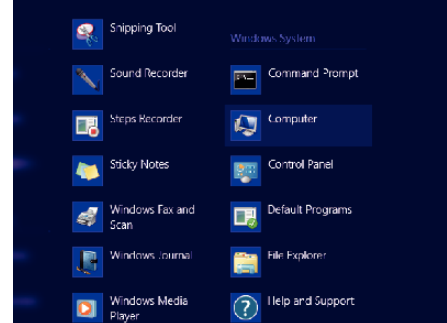 Snipping Tool
Sound Recorder
Steps Recorder
Sticky Notes
Windows Fax and
Scan
Windows Journal
Windows Media
Player
Windows System
Command Prompt
Computer
Control Panel
Default Programs
File Explorer
Help and Support